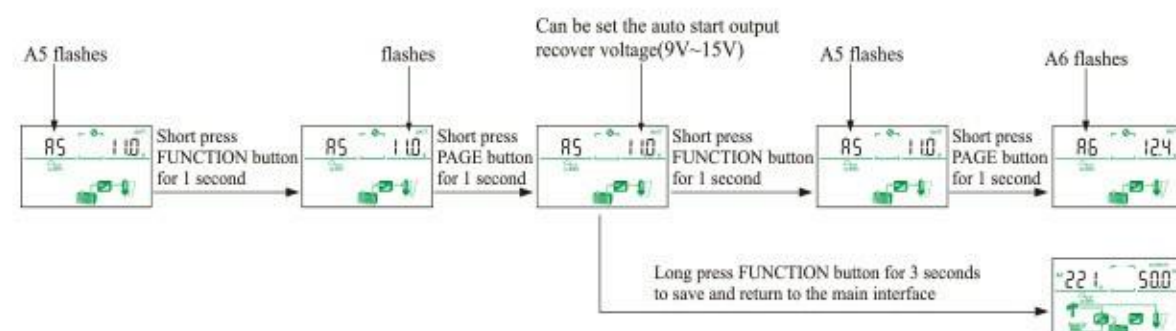 Can be set the auto start output
recover voltage(9V~15V)
A5 flashes
flashes
A5 flashes
A6 flashes
A5 11.0
Short press
FUNCTION button
for 1 second
A5 11.0
Short press
PAGE button
for 1 second
A5 11.0
Short press
FUNCTION button
for 1 second
A5 11.0
Short press
PAGE button
for 1 second
A6 12.4
Long press FUNCTION button for 3 seconds
to save and return to the main interface
221 50.0